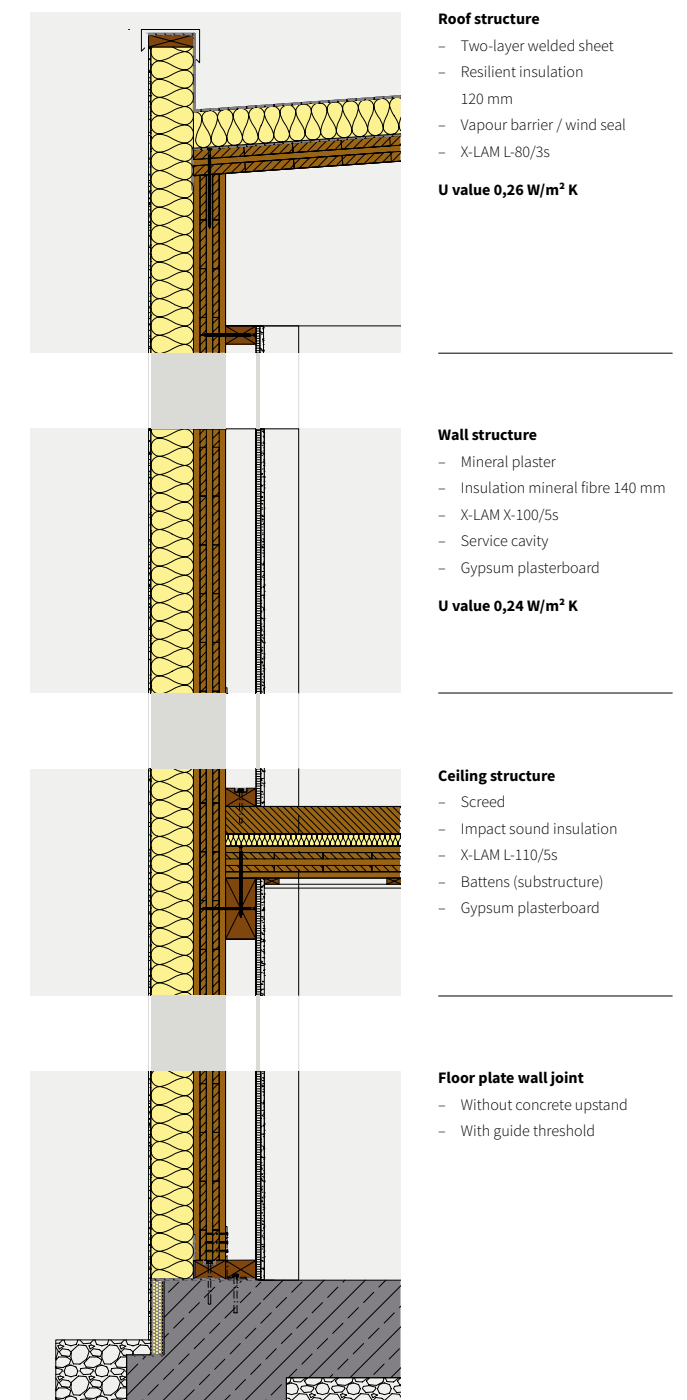 Roof structure
– Two-layer welded sheet
– Resilient insulation
120 mm
– Vapour barrier / wind seal
– X-LAM L-80/3s
U value 0,26 W/m² K
Wall structure
– Mineral plaster
– Insulation mineral fibre 140 mm
– X-LAM X-100/5s
– Service cavity
– Gypsum plasterboard
U value 0,24 W/m² K
Ceiling structure
– Screed
– Impact sound insulation
– X-LAM L-110/5s
– Battens (substructure)
– Gypsum plasterboard
Floor plate wall joint
– Without concrete upstand
– With guide threshold